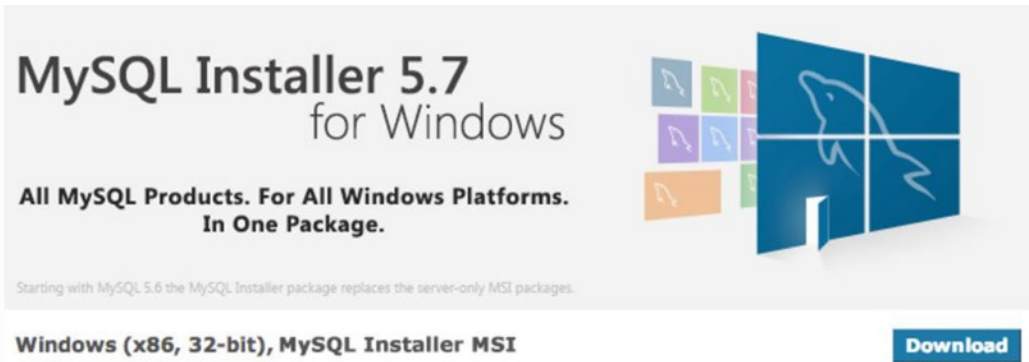 MySQL Installer 5.7
for Windows
All MySQL Products. For All Windows Platforms.
In One Package.
Starting with MySQL 5.6 the MySQL Installer package replaces the server-only MSI packages.
Windows (x86, 32-bit), MySQL Installer MSI
Download